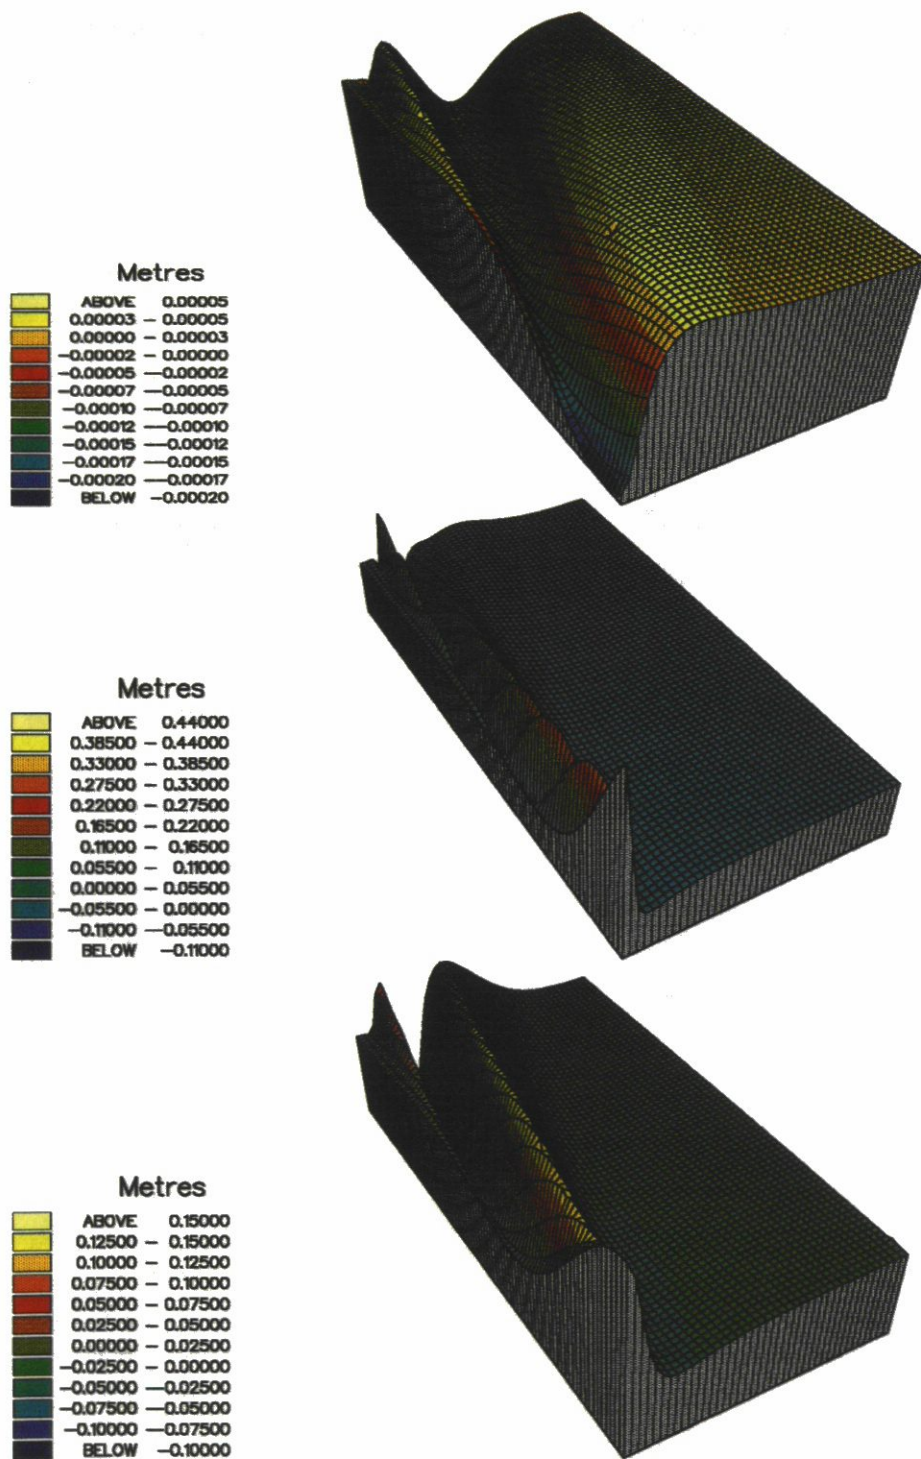 Metres
ABOVE 0.00005
0.00003 - 0.00005
0.00000 - 0.00003
-0.00002 - 0.00000
-0.00005 --0.00002
-0.00007 --0.00005
-0.00010 --0.00007
-0.00012 --0.00010
-0.00015 --0.00012
-0.00017 --0.00015
-0.00020 --0.00017
BELOW -0.00020
Metres
ABOVE 0.44000
0.38500 - 0.44000
0.33000 - 0.38500
0.27500 - 0.33000
0.22000 - 0.27500
0.16500 - 0.22000
0.11000 - 0.16500
0.05500 - 0.11000
0.00000 - 0.05500
-0.05500 - 0.00000
-0.11000 --0.05500
BELOW -0.11000
Metres
ABOVE 0.15000
0.12500 - 0.15000
0.10000 - 0.12500
0.07500 - 0.10000
0.05000 - 0.07500
0.02500 - 0.05000
0.00000 - 0.02500
-0.02500 - 0.00000
-0.05000 --0.02500
-0.07500 --0.05000
-0.10000 --0.07500
BELOW -0.10000